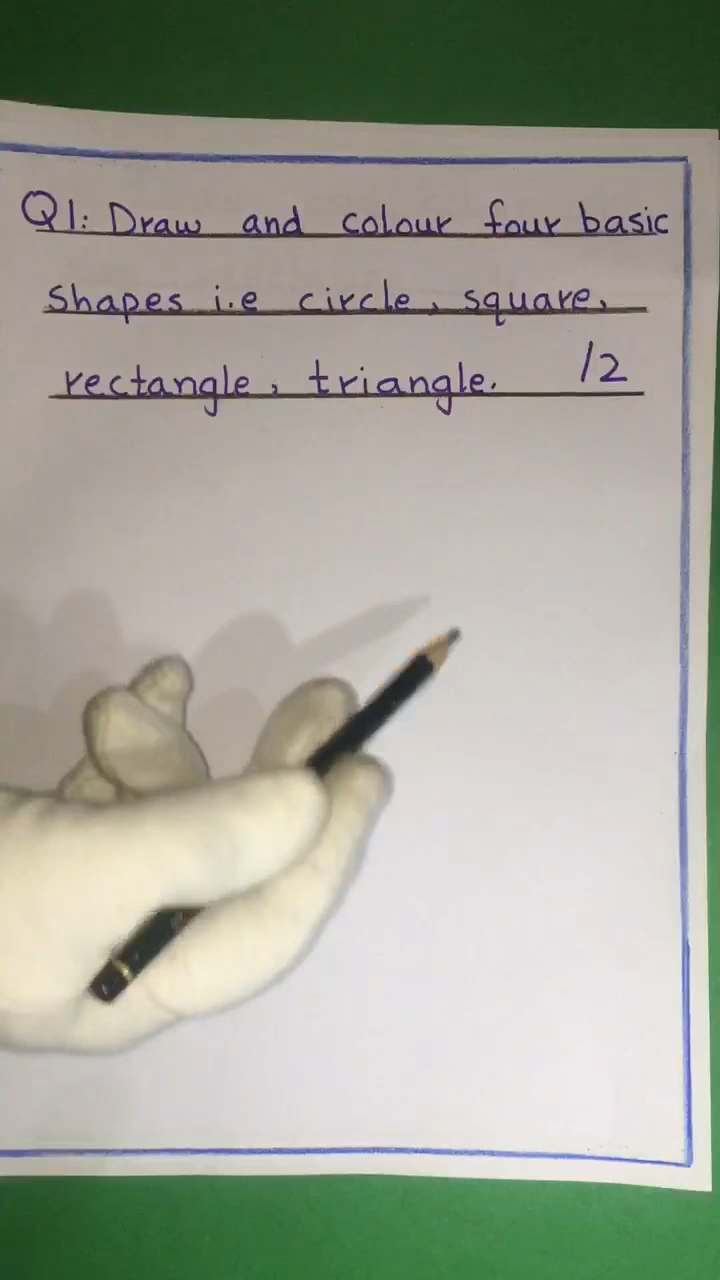 Q1: Draw and colour four basic
shapes i.e circle, square,
rectangle, triangle. /2